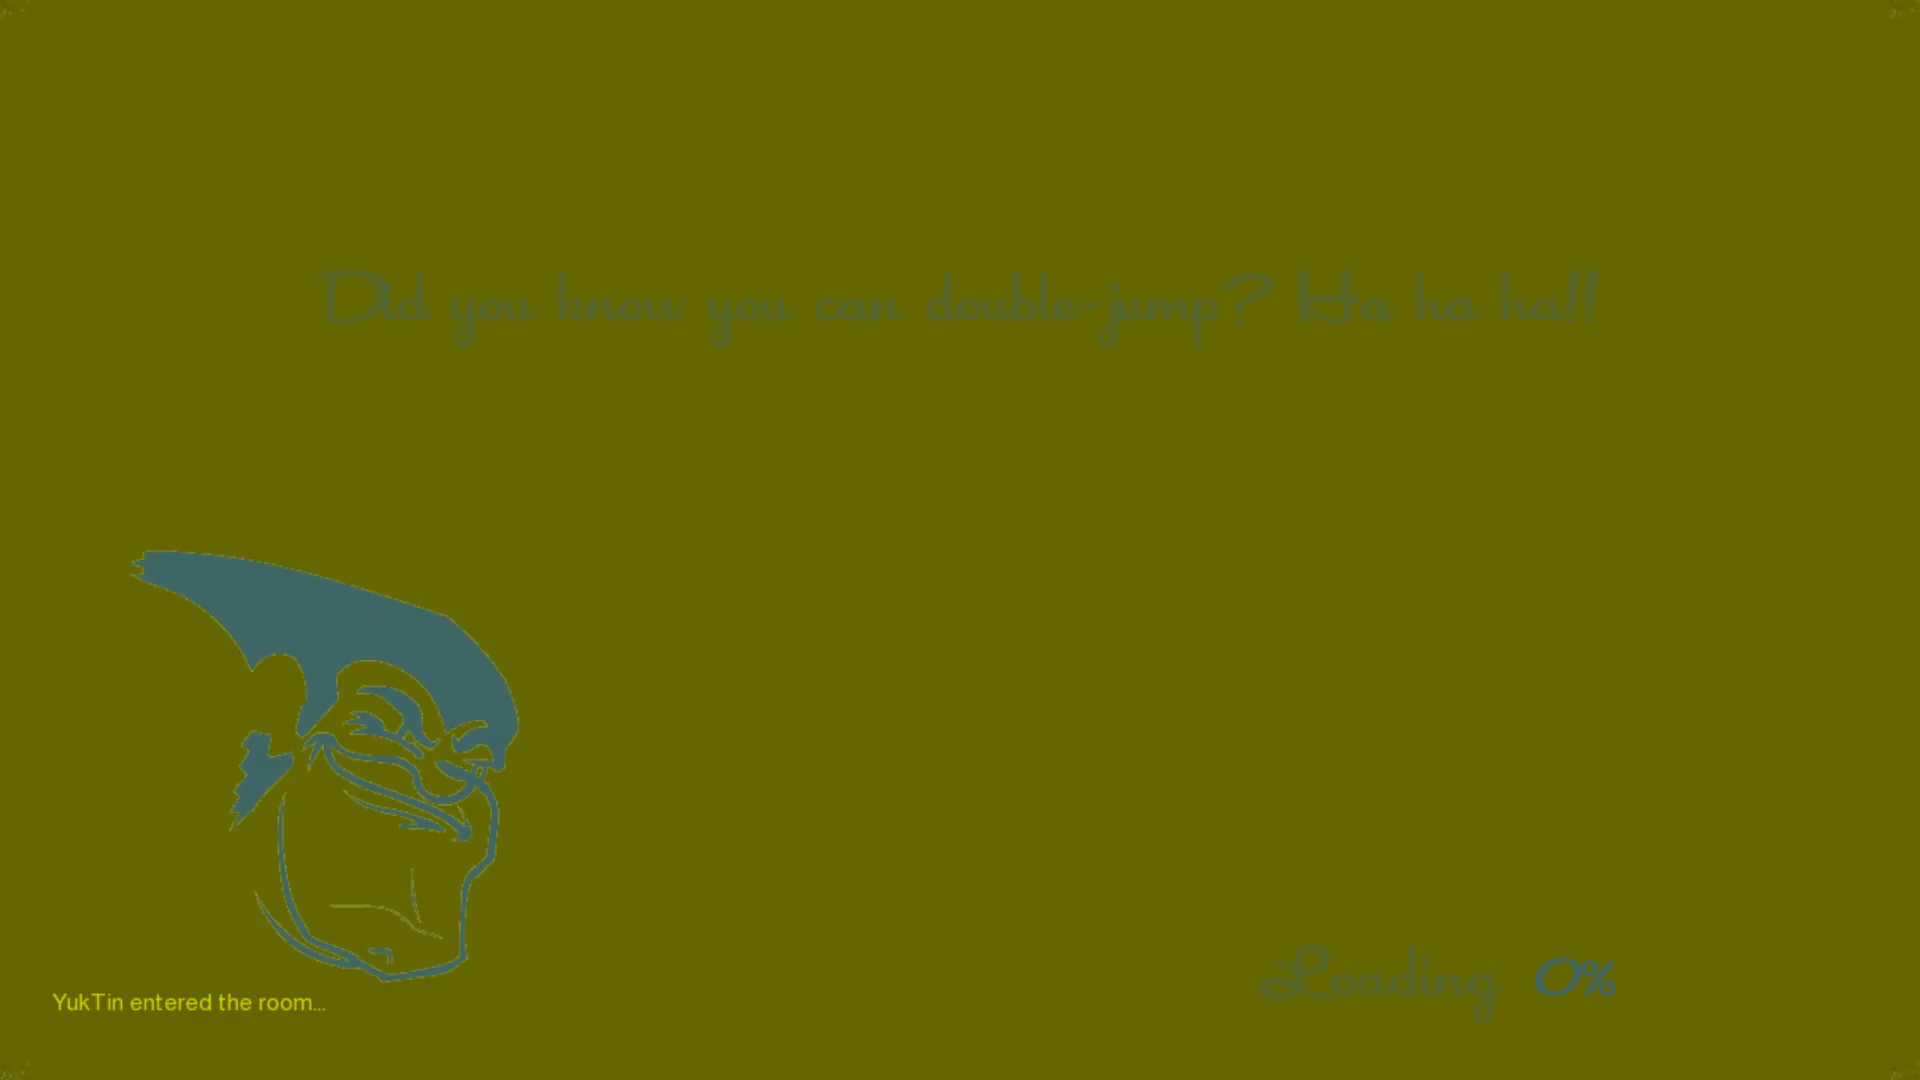 Did you know you can double-jump? Ha ha ha!!
Loading 0%
YukTin entered the room...